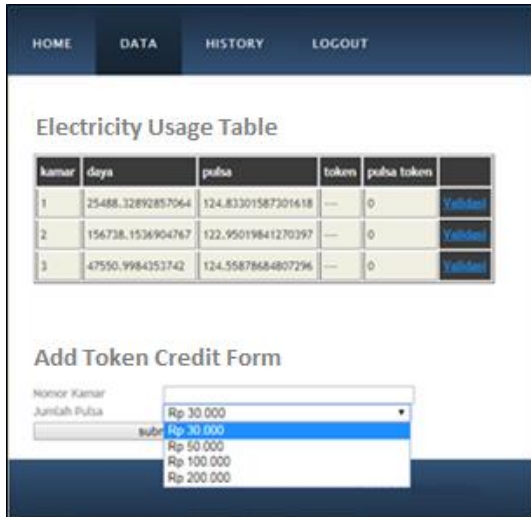 HOME DATA HISTORY LOGOUT
Electricity Usage Table
kamar daya pulsa token pulsa token
1 25488.32892857064 124.83301587301618 --- 0 Validasi
2 156738.1536904767 122.95019841270397 --- 0 Validasi
3 47550.9984353742 124.55878684807296 --- 0 Validasi
Add Token Credit Form
Nomor Kamar
Jumlah Pulsa Rp 30.000
subm Rp 30.000
Rp 50.000
Rp 100.000
Rp 200.000